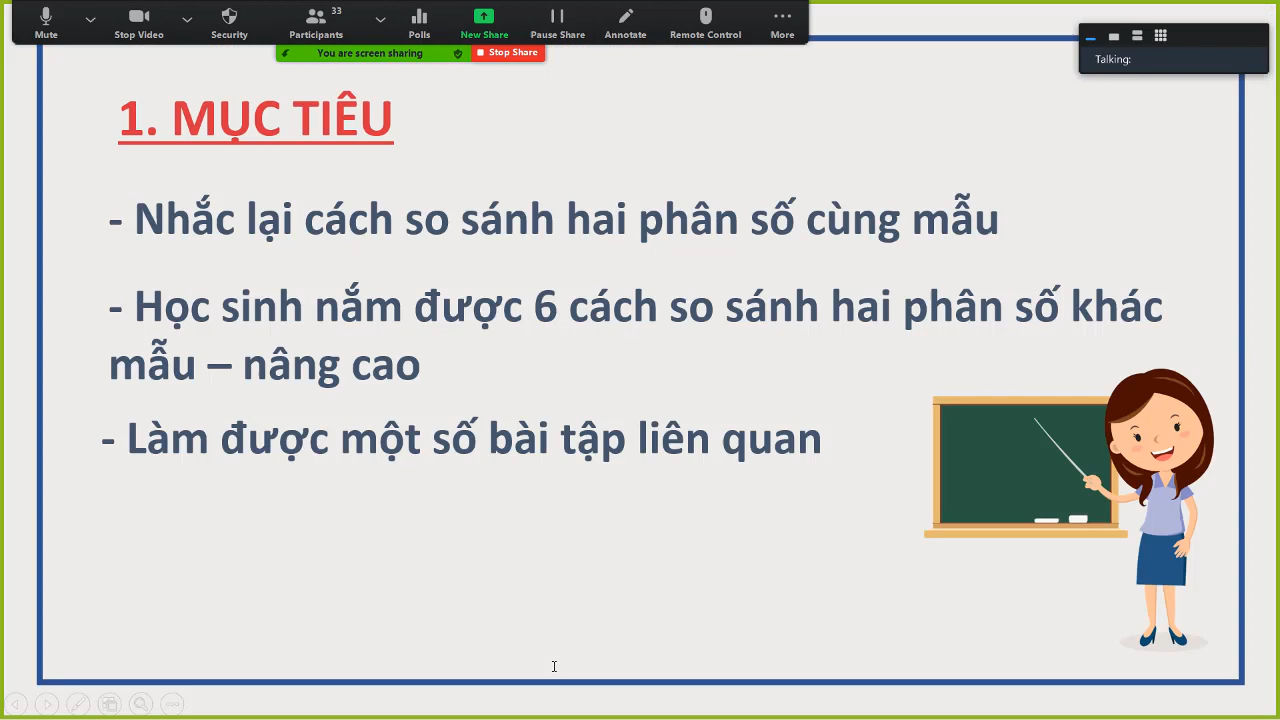 33
Mute
Stop Video
Security
Participants
Polls
New Share
Pause Share
Annotate
Remote Control
More
You are screen sharing
Stop Share
Talking:
1. MỤC TIÊU
- Nhắc lại cách so sánh hai phân số cùng mẫu
- Học sinh nắm được 6 cách so sánh hai phân số khác
mẫu – nâng cao
- Làm được một số bài tập liên quan